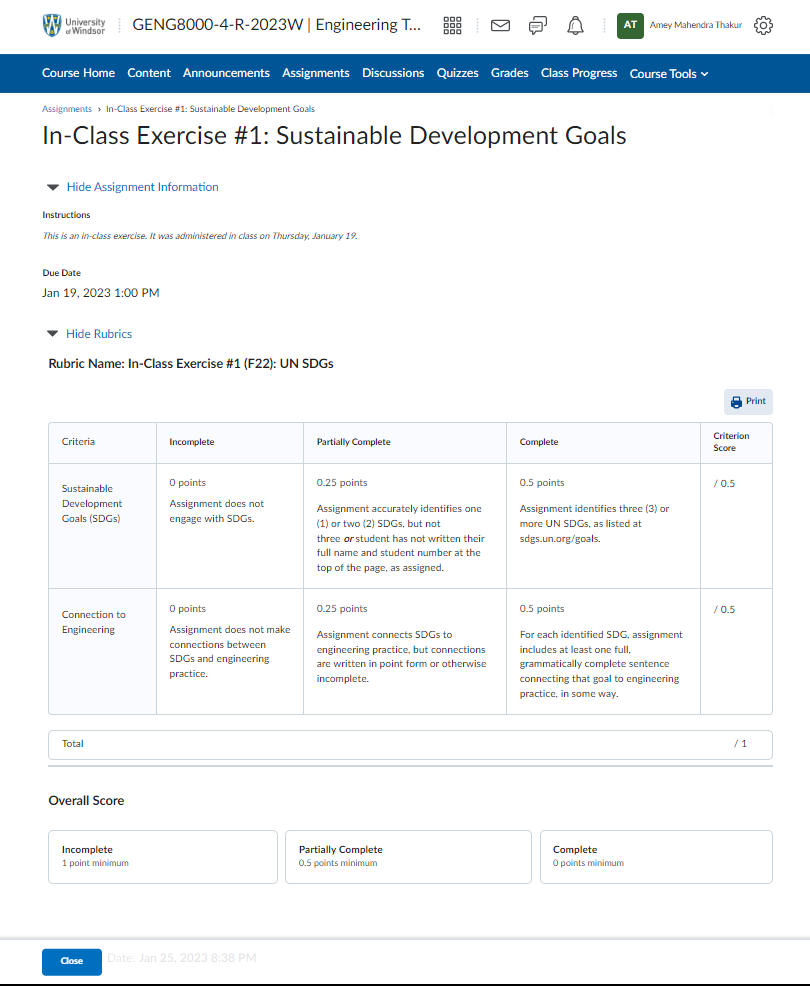 University
of Windsor
GENG8000-4-R-2023W | Engineering T...
AT
Amey Mahendra Thakur
Course Home Content Announcements Assignments Discussions Quizzes Grades Class Progress Course Tools
Assignments › In-Class Exercise #1: Sustainable Development Goals
In-Class Exercise #1: Sustainable Development Goals
Hide Assignment Information
Instructions
This is an in-class exercise. It was administered in class on Thursday, January 19.
Due Date
Jan 19, 2023 1:00 PM
Hide Rubrics
Rubric Name: In-Class Exercise #1 (F22): UN SDGs
Print
Criteria
Incomplete
Partially Complete
Complete
Criterion
Score
Sustainable
Development
Goals (SDGs)
0 points
Assignment does not
engage with SDGs.
0.25 points
Assignment accurately identifies one
(1) or two (2) SDGs, but not
three or student has not written their
full name and student number at the
top of the page, as assigned.
0.5 points
Assignment identifies three (3) or
more UN SDGs, as listed at
sdgs.un.org/goals.
/ 0.5
Connection to
Engineering
0 points
Assignment does not make
connections between
SDGs and engineering
practice.
0.25 points
Assignment connects SDGs to
engineering practice, but connections
are written in point form or otherwise
incomplete.
0.5 points
For each identified SDG, assignment
includes at least one full,
grammatically complete sentence
connecting that goal to engineering
practice, in some way.
/ 0.5
Total
/ 1
Overall Score
Incomplete
1 point minimum
Partially Complete
0.5 points minimum
Complete
0 points minimum
Close
Date: Jan 25, 2023 8:38 PM